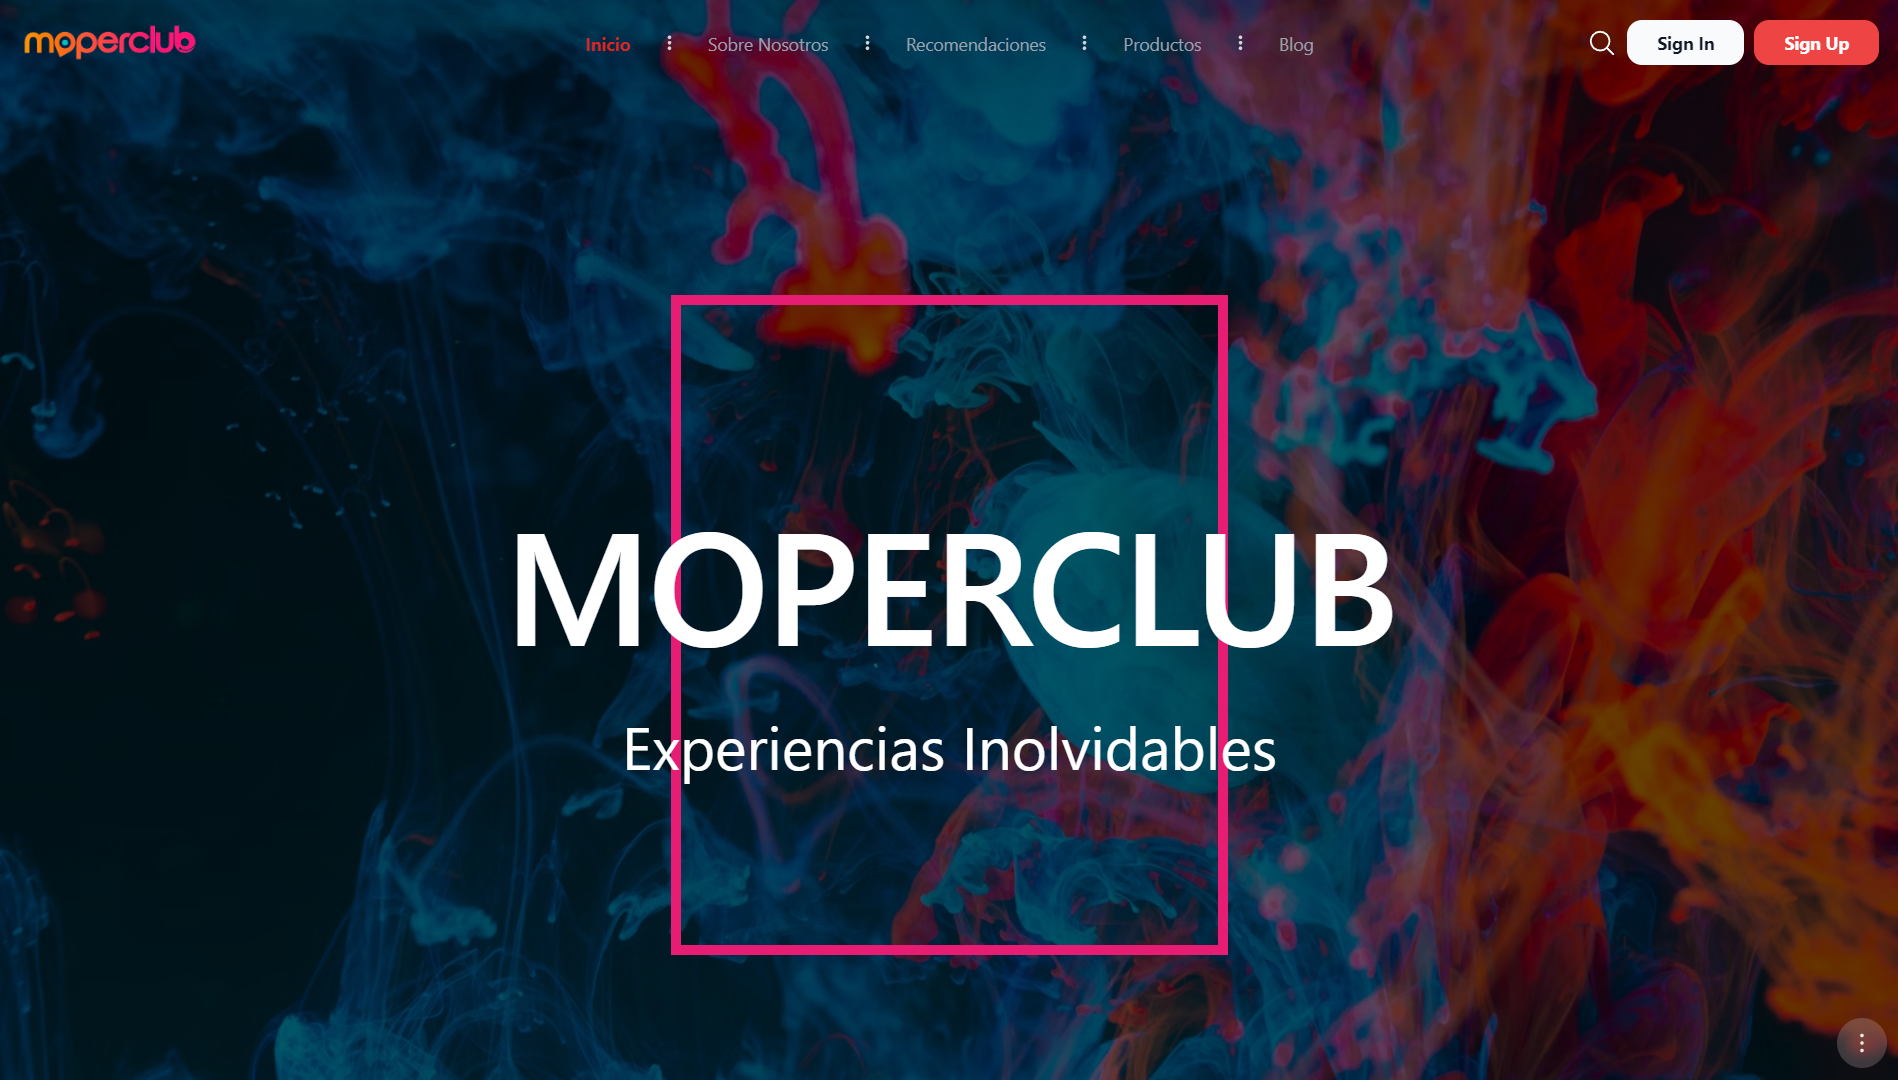 moperclub
Inicio
Sobre Nosotros
Recomendaciones
Productos
Blog
Sign In
Sign Up
MOPERCLUB
Experiencias Inolvidables